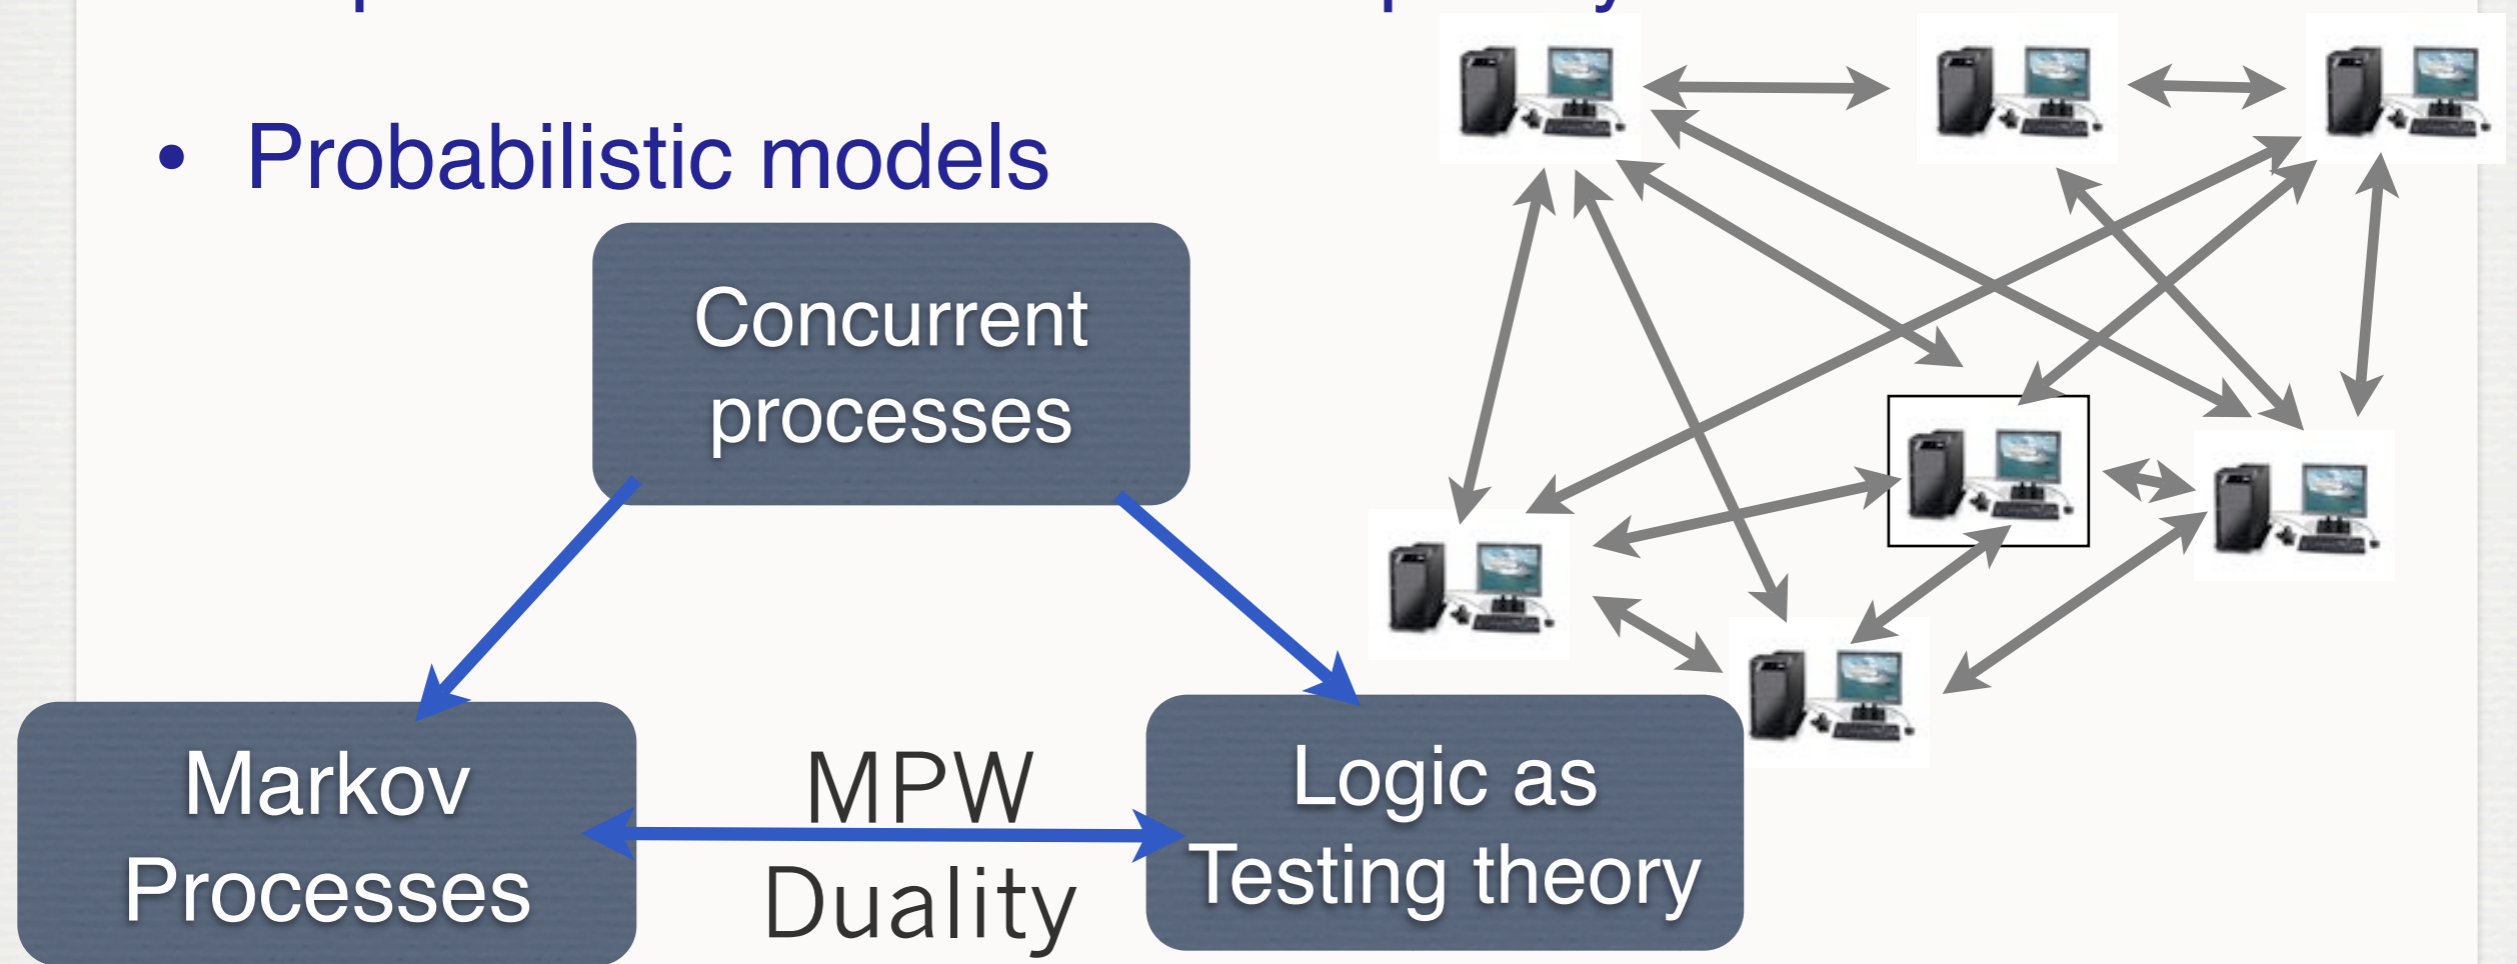 • Probabilistic models
Concurrent
processes
Markov
Processes
MPW
Duality
Logic as
Testing theory